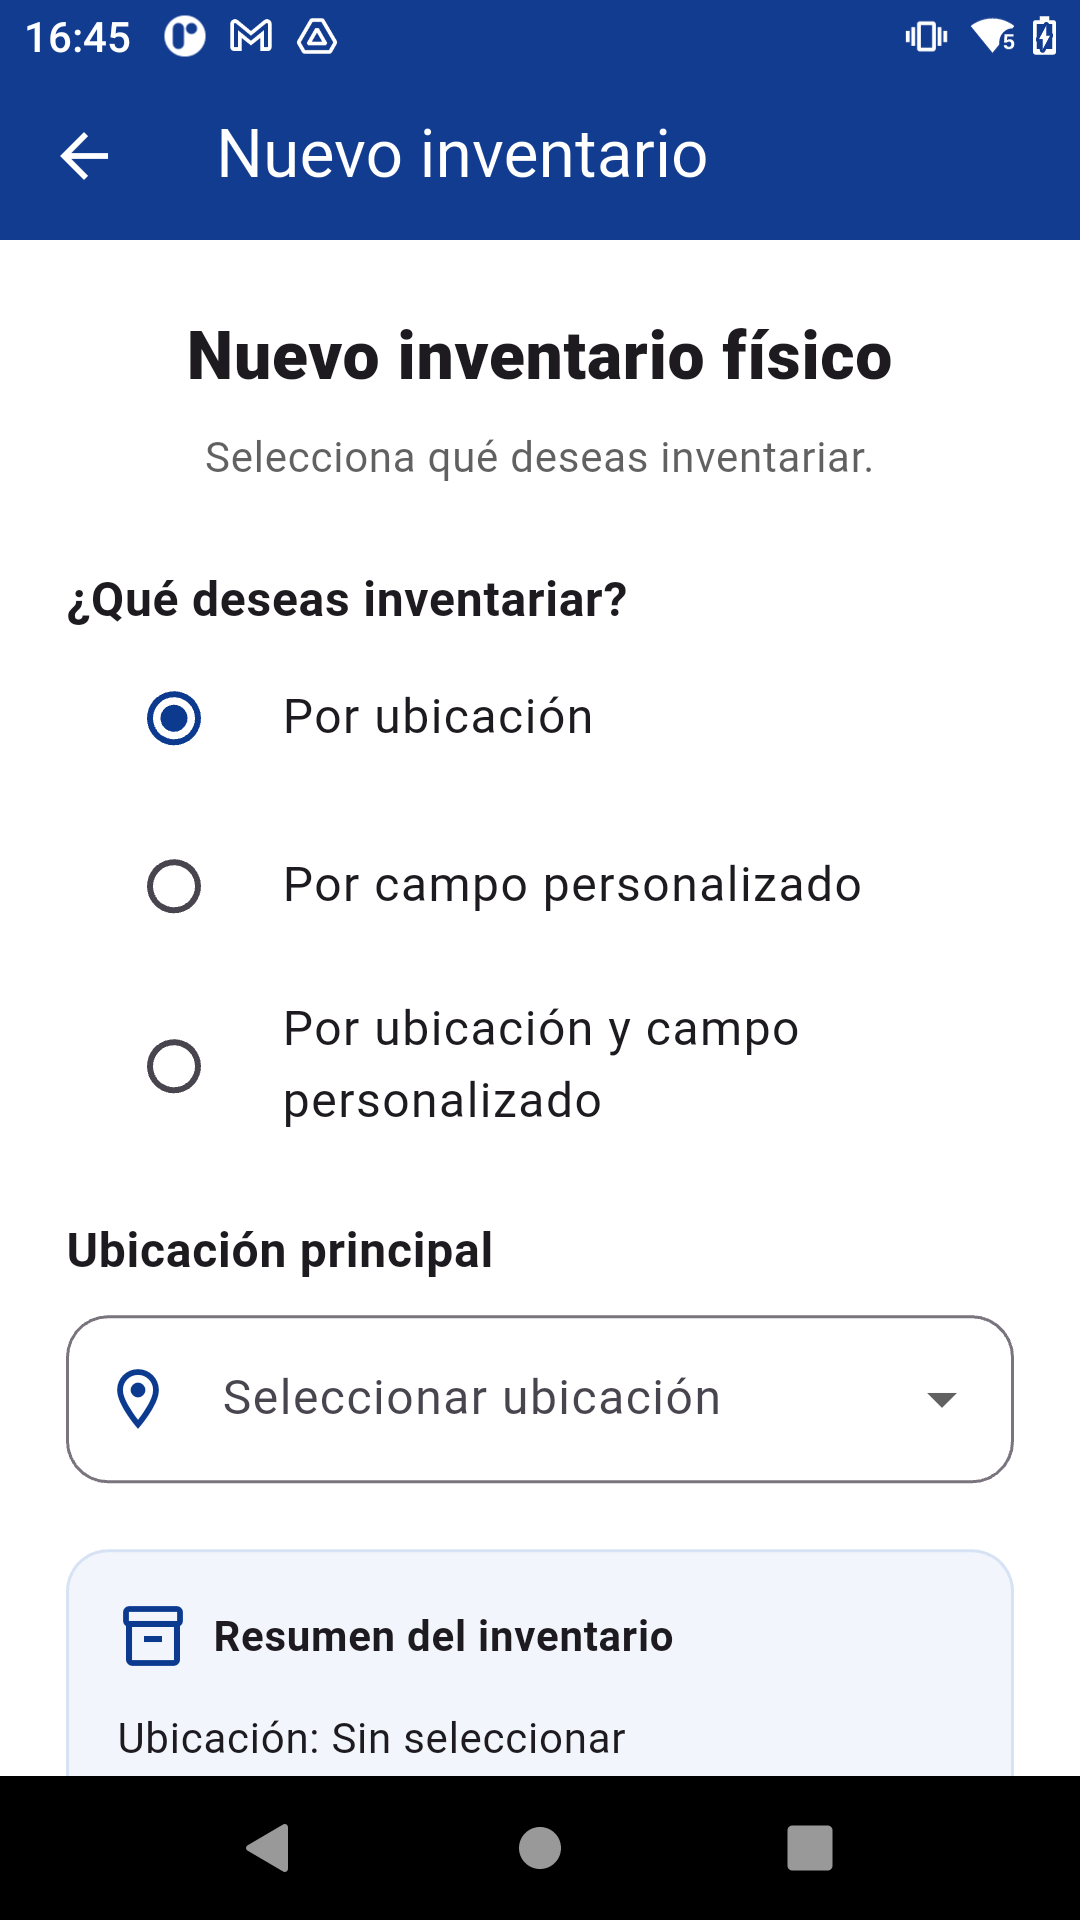 16:45
5
Nuevo inventario
Nuevo inventario físico
Selecciona qué deseas inventariar.
¿Qué deseas inventariar?
Por ubicación
Por campo personalizado
Por ubicación y campo
personalizado
Ubicación principal
Seleccionar ubicación
Resumen del inventario
Ubicación: Sin seleccionar